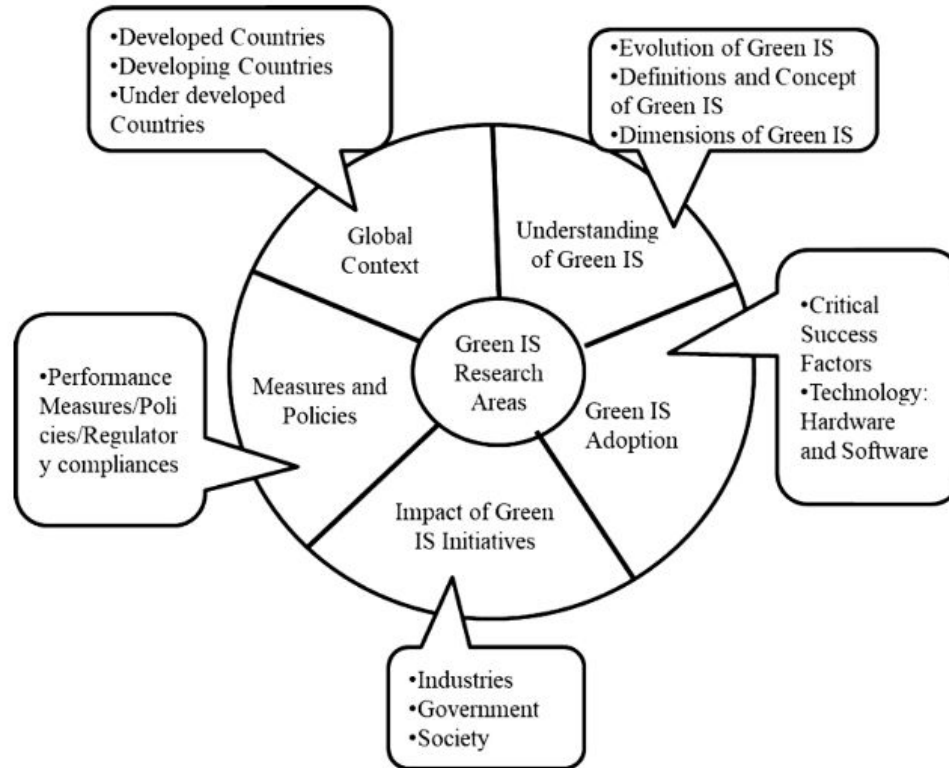 •Developed Countries
•Developing Countries
•Under developed
Countries
•Evolution of Green IS
•Definitions and Concept
of Green IS
•Dimensions of Green IS
Global
Context
Understanding
of Green IS
•Critical
Success
Factors
•Technology:
Hardware
and Software
Green IS
Research
Areas
•Performance
Measures/Poli
cies/Regulator
y compliances
Measures and
Policies
Green IS
Adoption
Impact of Green
IS Initiatives
•Industries
•Government
•Society